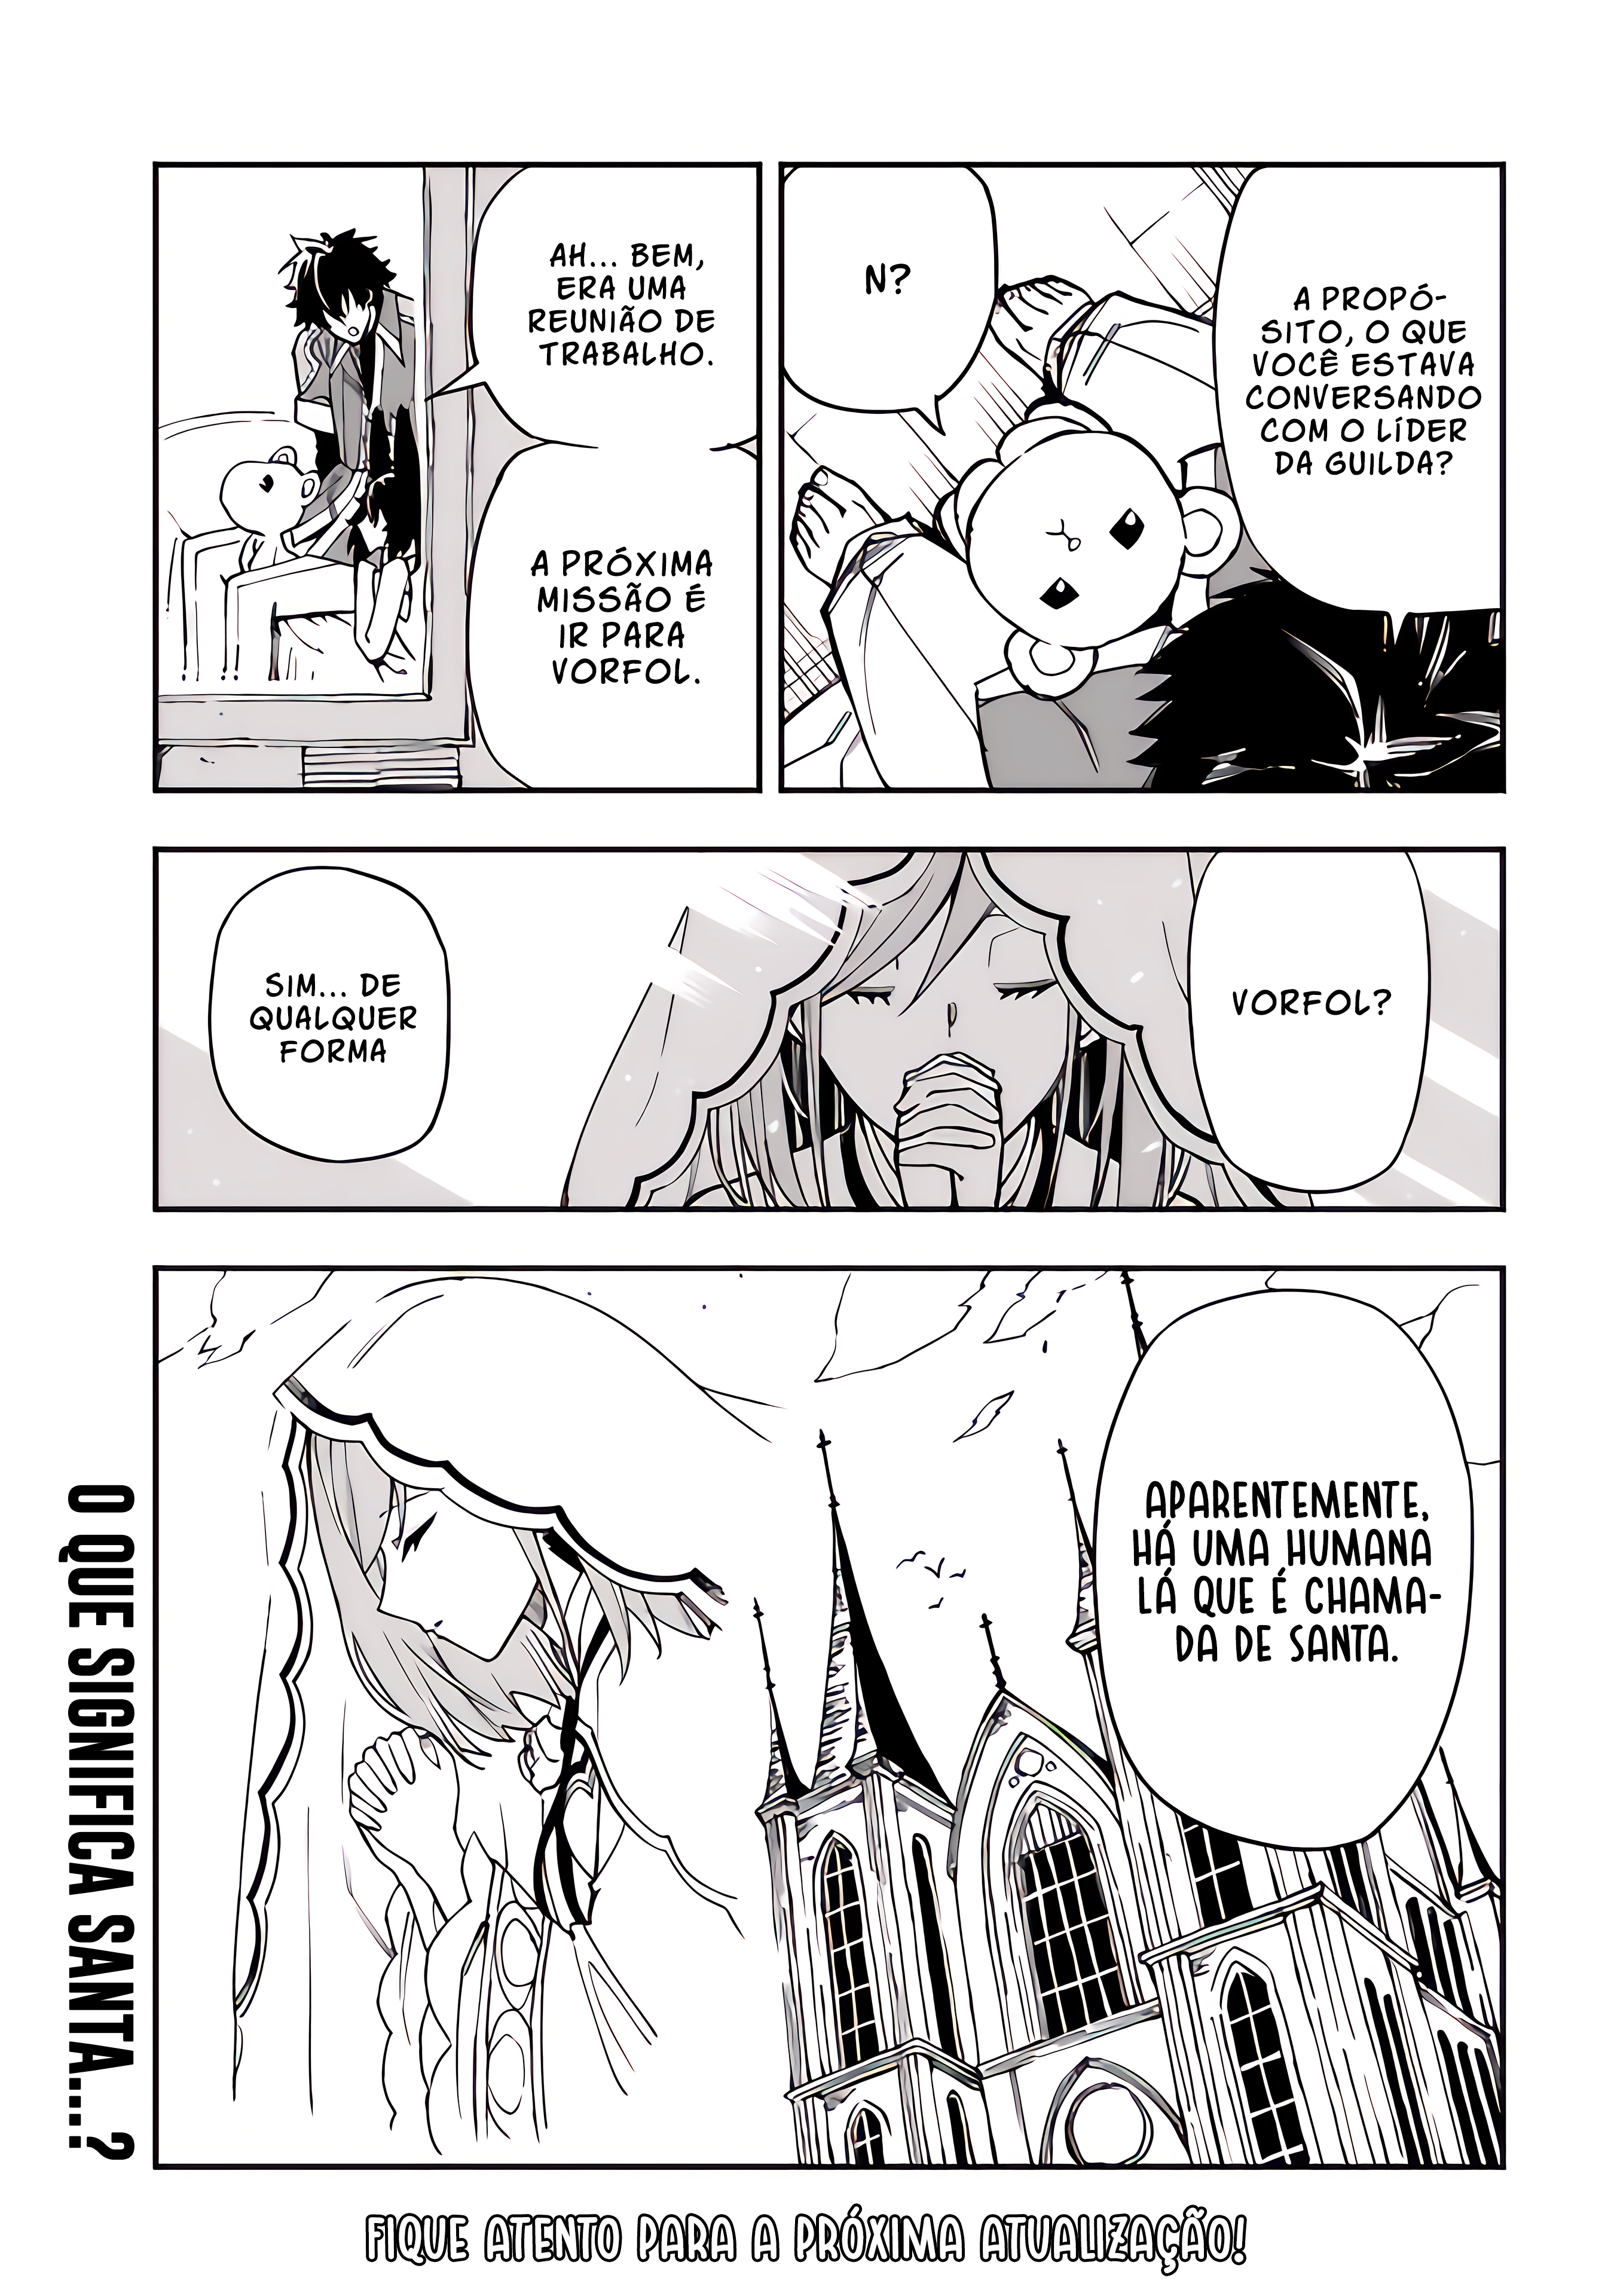 A PROPÓ-
SITO, O QUE
VOCÊ ESTAVA
CONVERSANDO
COM O LÍDER
DA GUILDA?
N?
AH... BEM,
ERA UMA
REUNIÃO DE
TRABALHO.
A PRÓXIMA
MISSÃO É
IR PARA
VORFOL.
VORFOL?
SIM... DE
QUALQUER
FORMA
APARENTEMENTE,
HÁ UMA HUMANA
LÁ QUE É CHAMA-
DA DE SANTA.
O QUE SIGNIFICA SANTA...?
FIQUE ATENTO PARA A PRÓXIMA ATUALIZAÇÃO!